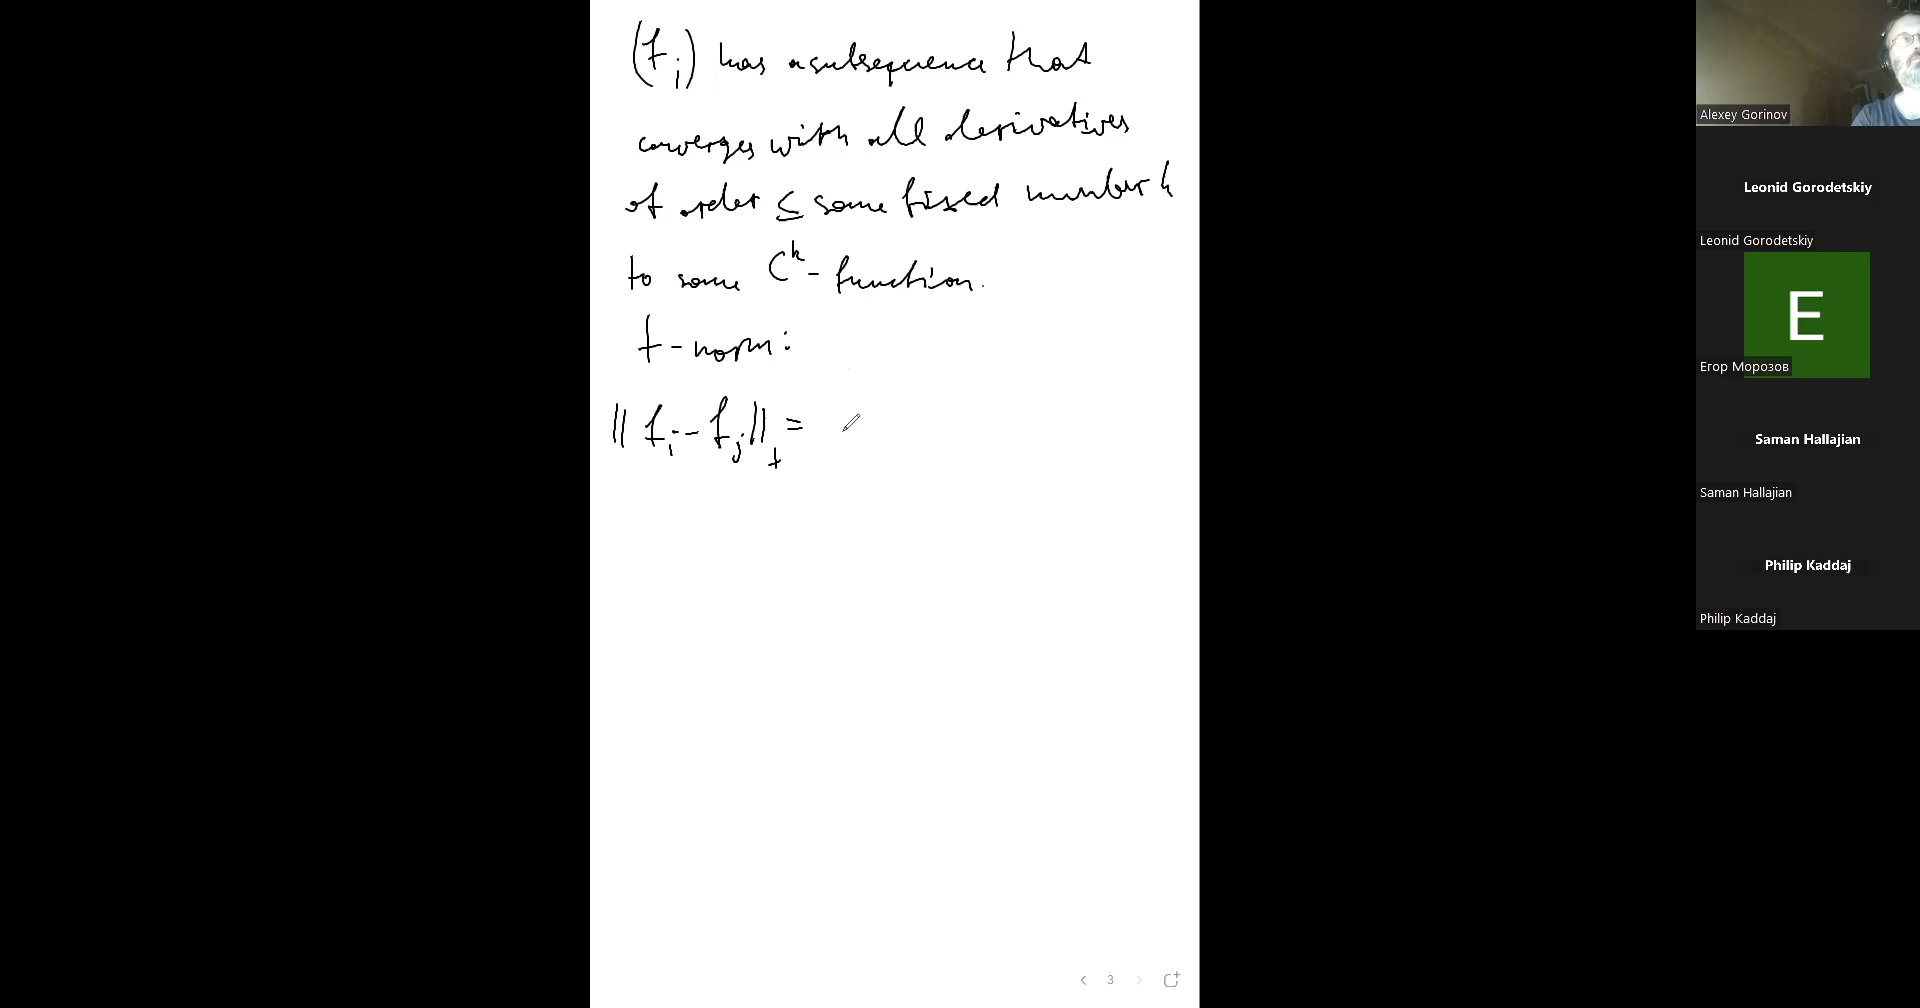 (f_i) has a subsequence that
converges with all derivatives
of order ≤ some fixed number k
to some C^k - function.
t - norm:
|| f_i - f_j ||_t =
3
Alexey Gorinov
Leonid Gorodetskiy
Leonid Gorodetskiy
E
Егор Морозов
Saman Hallajian
Saman Hallajian
Philip Kaddaj
Philip Kaddaj